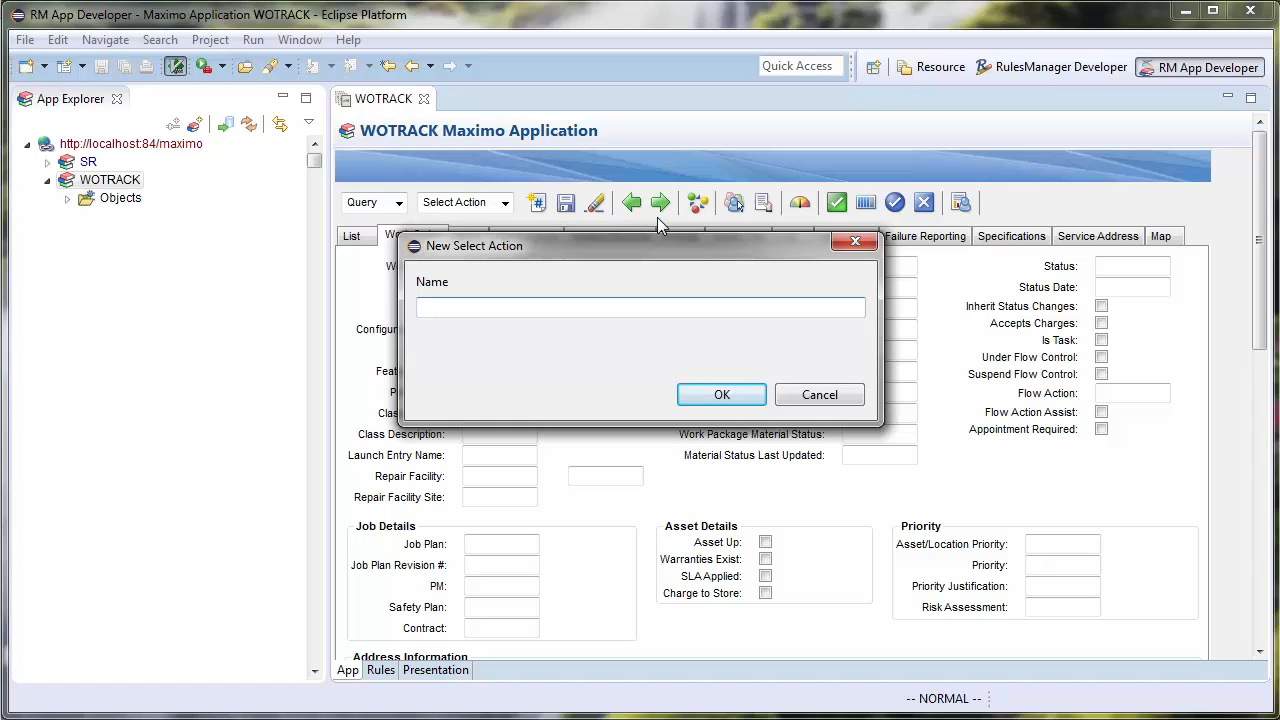 RM App Developer - Maximo Application WOTRACK - Eclipse Platform
File Edit Navigate Search Project Run Window Help
Quick Access Resource RulesManager Developer RM App Developer
App Explorer
http://localhost:84/maximo
SR
WOTRACK
Objects
WOTRACK
WOTRACK Maximo Application
Query Select Action
List Failure Reporting Specifications Service Address Map
New Select Action
Name
OK Cancel
Status:
Status Date:
Inherit Status Changes:
Accepts Charges:
Is Task:
Under Flow Control:
Suspend Flow Control:
Flow Action:
Flow Action Assist:
Appointment Required:
Class Description: Work Package Material Status:
Launch Entry Name: Material Status Last Updated:
Repair Facility:
Repair Facility Site:
Job Details
Job Plan:
Job Plan Revision #:
PM:
Safety Plan:
Contract:
Asset Details
Asset Up:
Warranties Exist:
SLA Applied:
Charge to Store:
Priority
Asset/Location Priority:
Priority:
Priority Justification:
Risk Assessment:
Address Information
App Rules Presentation
-- NORMAL --